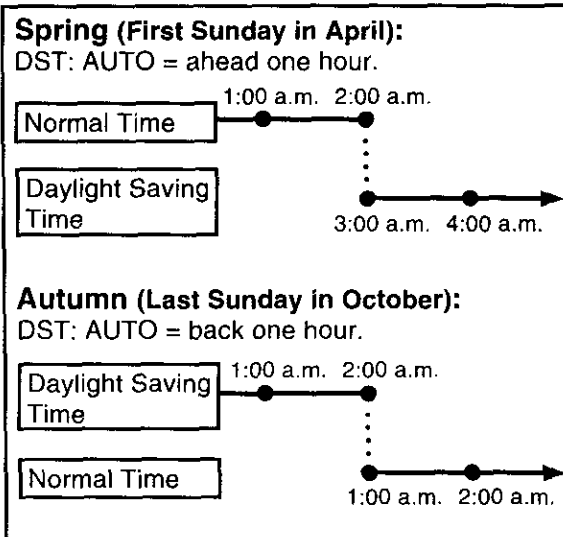 Spring (First Sunday in April):
DST: AUTO = ahead one hour.
1:00 a.m. 2:00 a.m.
Normal Time
Daylight Saving
Time
3:00 a.m. 4:00 a.m.
Autumn (Last Sunday in October):
DST: AUTO = back one hour.
1:00 a.m. 2:00 a.m.
Daylight Saving
Time
Normal Time
1:00 a.m. 2:00 a.m.